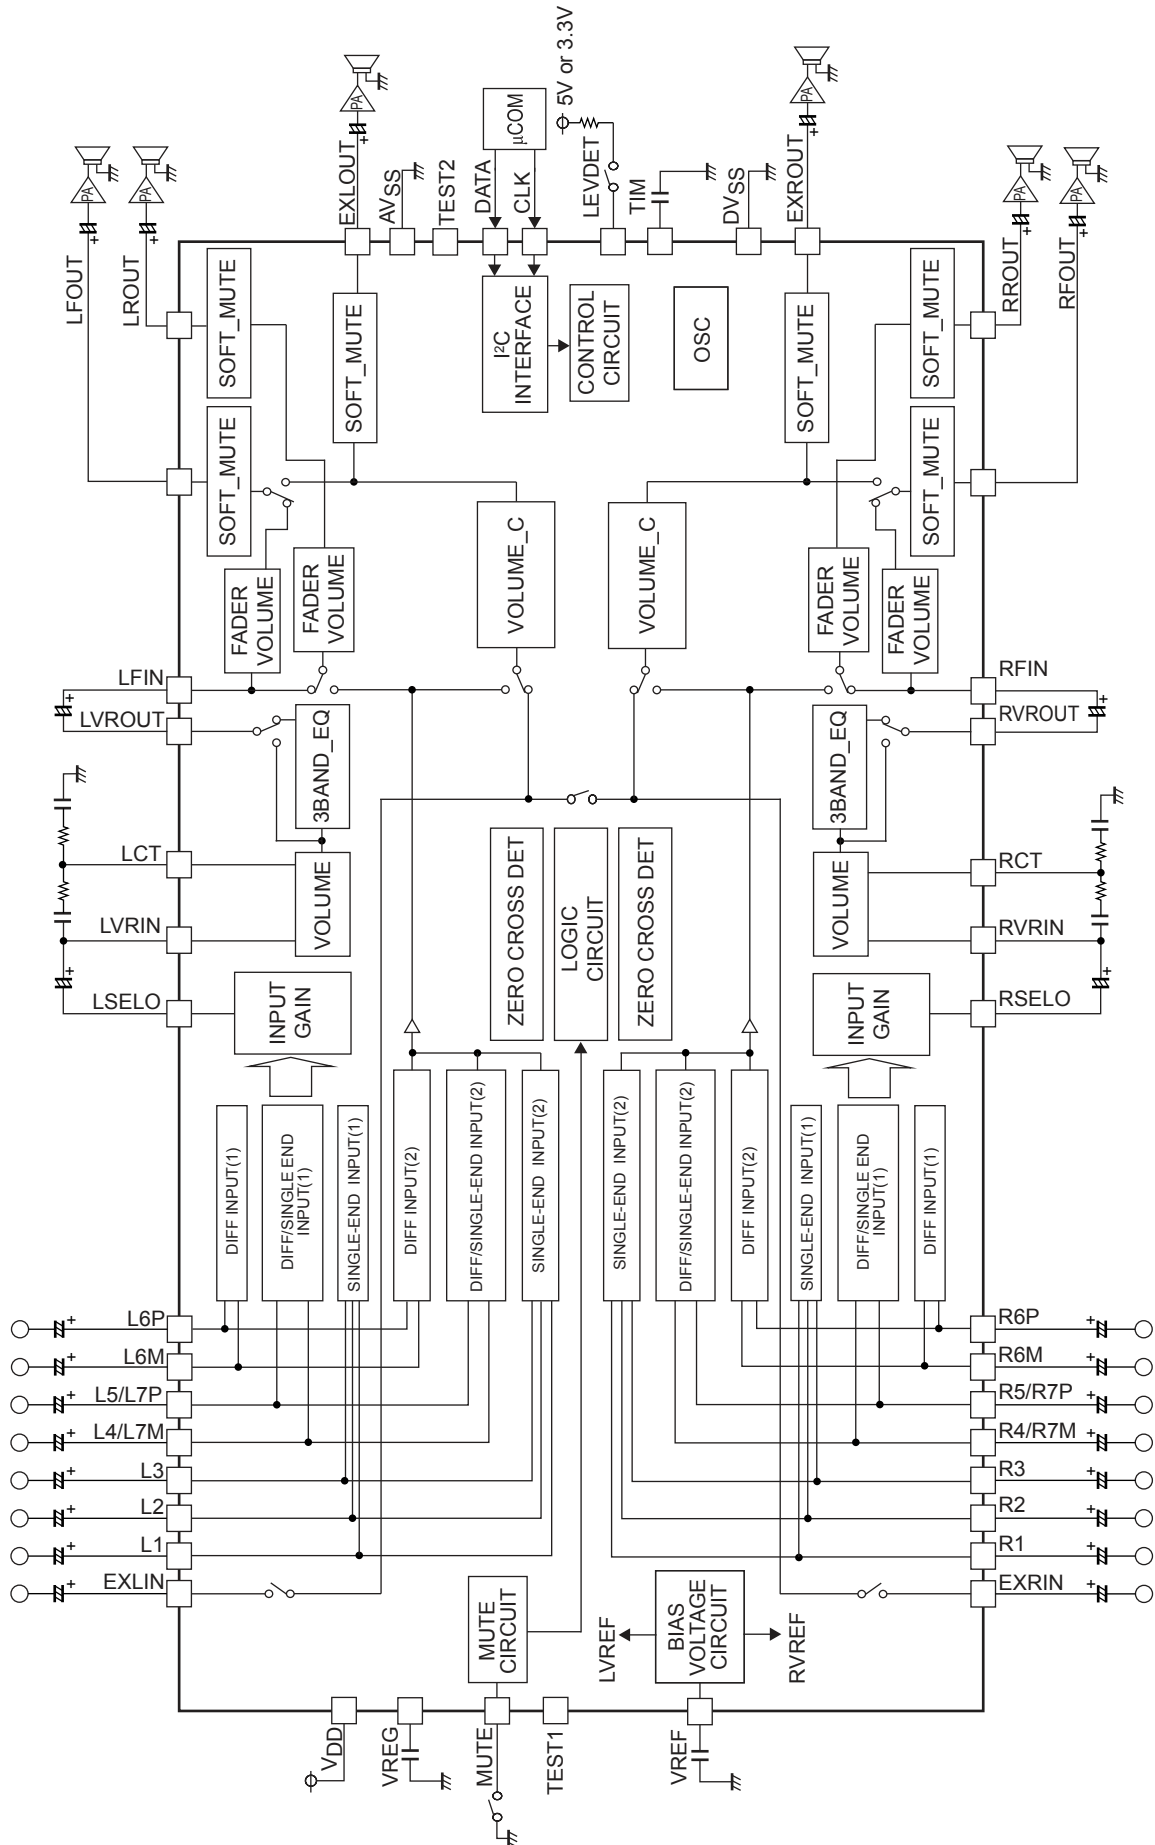 5V or 3.3V
PA
PA
µCOM
PA
PA
PA
PA
LFOUT
LROUT
EXLOUT
AVSS
TEST2
DATA
CLK
LEVDET
TIM
DVSS
EXROUT
RROUT
RFOUT
SOFT_MUTE
SOFT_MUTE
I²C
INTERFACE
CONTROL
CIRCUIT
OSC
SOFT_MUTE
SOFT_MUTE
SOFT_MUTE
SOFT_MUTE
FADER
VOLUME
FADER
VOLUME
VOLUME_C
VOLUME_C
FADER
VOLUME
FADER
VOLUME
LFIN
RFIN
LVROUT
RVROUT
3BAND_EQ
3BAND_EQ
LCT
RCT
VOLUME
ZERO CROSS DET
LOGIC
CIRCUIT
ZERO CROSS DET
VOLUME
LVRIN
RVRIN
LSELO
RSELO
INPUT
GAIN
INPUT
GAIN
DIFF INPUT(1)
DIFF/SINGLE END
INPUT(1)
SINGLE-END INPUT(1)
DIFF INPUT(2)
DIFF/SINGLE-END INPUT(2)
SINGLE-END INPUT(2)
SINGLE-END INPUT(2)
DIFF/SINGLE-END INPUT(2)
DIFF INPUT(2)
SINGLE-END INPUT(1)
DIFF/SINGLE END
INPUT(1)
DIFF INPUT(1)
L6P
R6P
L6M
R6M
L5/L7P
R5/R7P
L4/L7M
R4/R7M
L3
R3
L2
R2
L1
R1
EXLIN
EXRIN
MUTE
CIRCUIT
LVREF
BIAS
VOLTAGE
CIRCUIT
RVREF
VDD
VREG
MUTE
TEST1
VREF